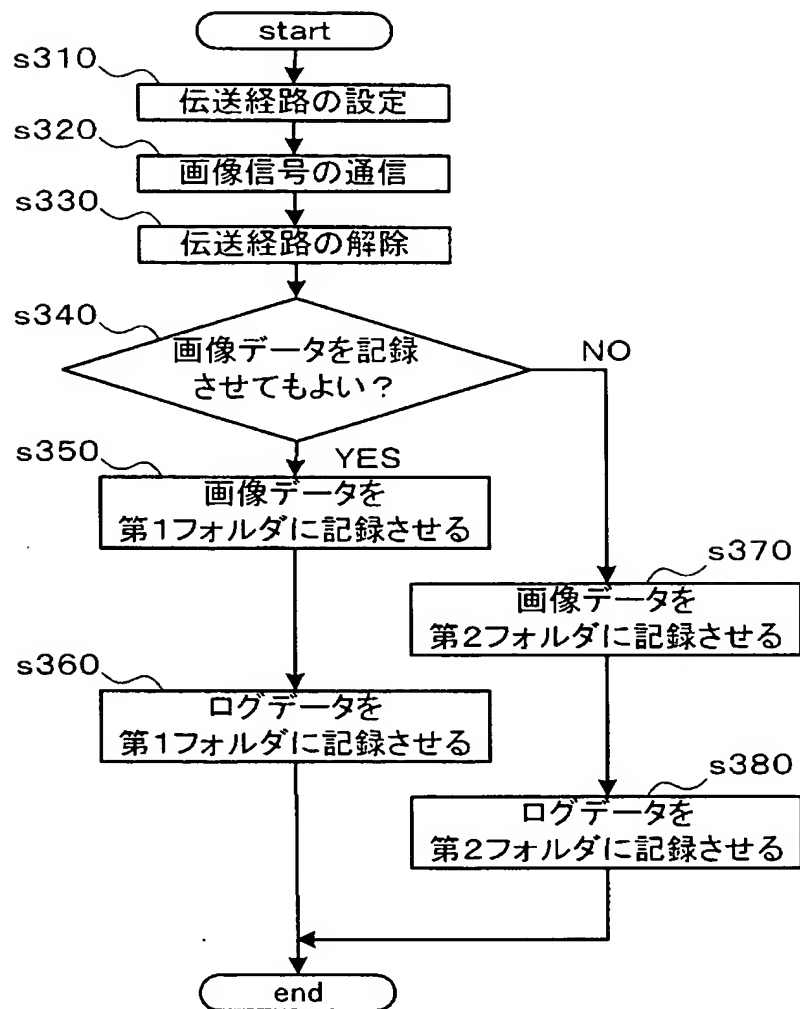 start
s310
伝送経路の設定
s320
画像信号の通信
s330
伝送経路の解除
s340
画像データを記録
させてもよい?
NO
YES
s350
画像データを
第1フォルダに記録させる
s370
画像データを
第2フォルダに記録させる
s360
ログデータを
第1フォルダに記録させる
s380
ログデータを
第2フォルダに記録させる
end